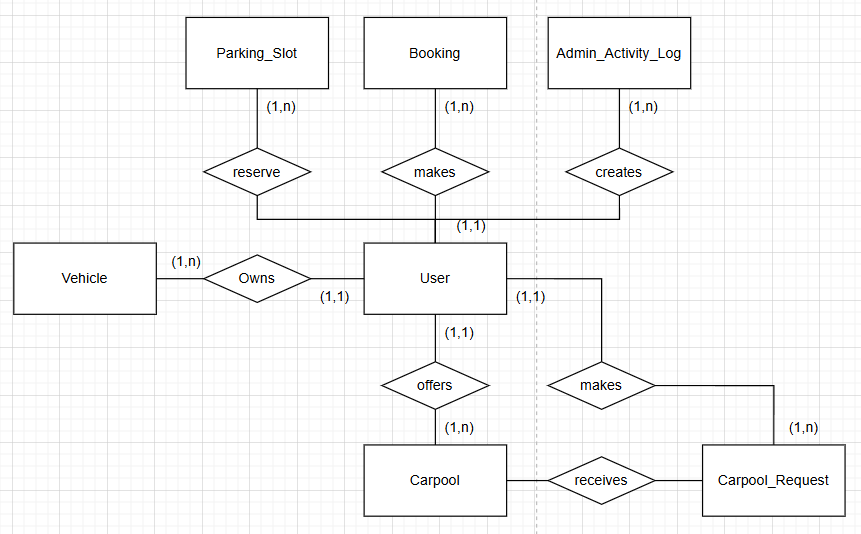 Parking_Slot
Booking
Admin_Activity_Log
(1,n)
(1,n)
(1,n)
reserve
makes
creates
(1,1)
Vehicle
(1,n)
Owns
(1,1)
User
(1,1)
(1,1)
offers
makes
(1,n)
(1,n)
Carpool
receives
Carpool_Request